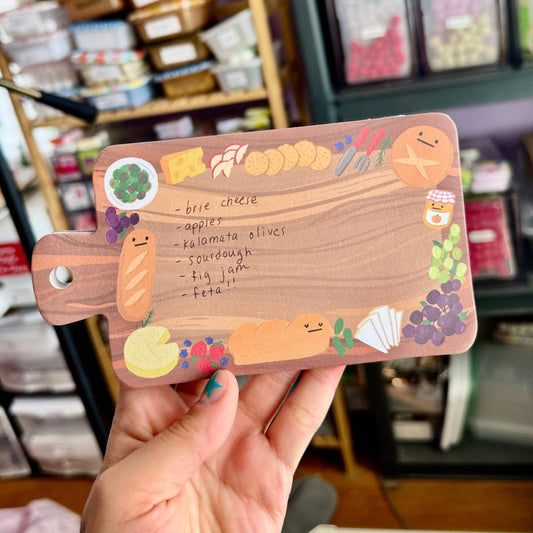 - brie cheese
- apples
- kalamata olives
- sourdough
- fig jam
- feta!!